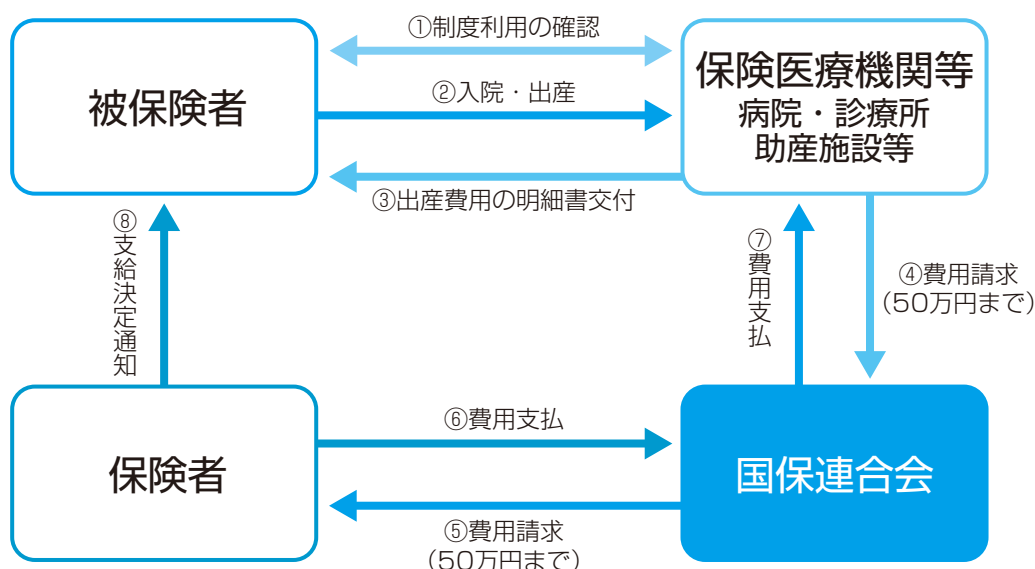 ①制度利用の確認
被保険者
保険医療機関等
病院・診療所
助産施設等
②入院・出産
③出産費用の明細書交付
⑧支給決定通知
⑦費用支払
④費用請求
(50万円まで)
保険者
⑥費用支払
国保連合会
⑤費用請求
(50万円まで)